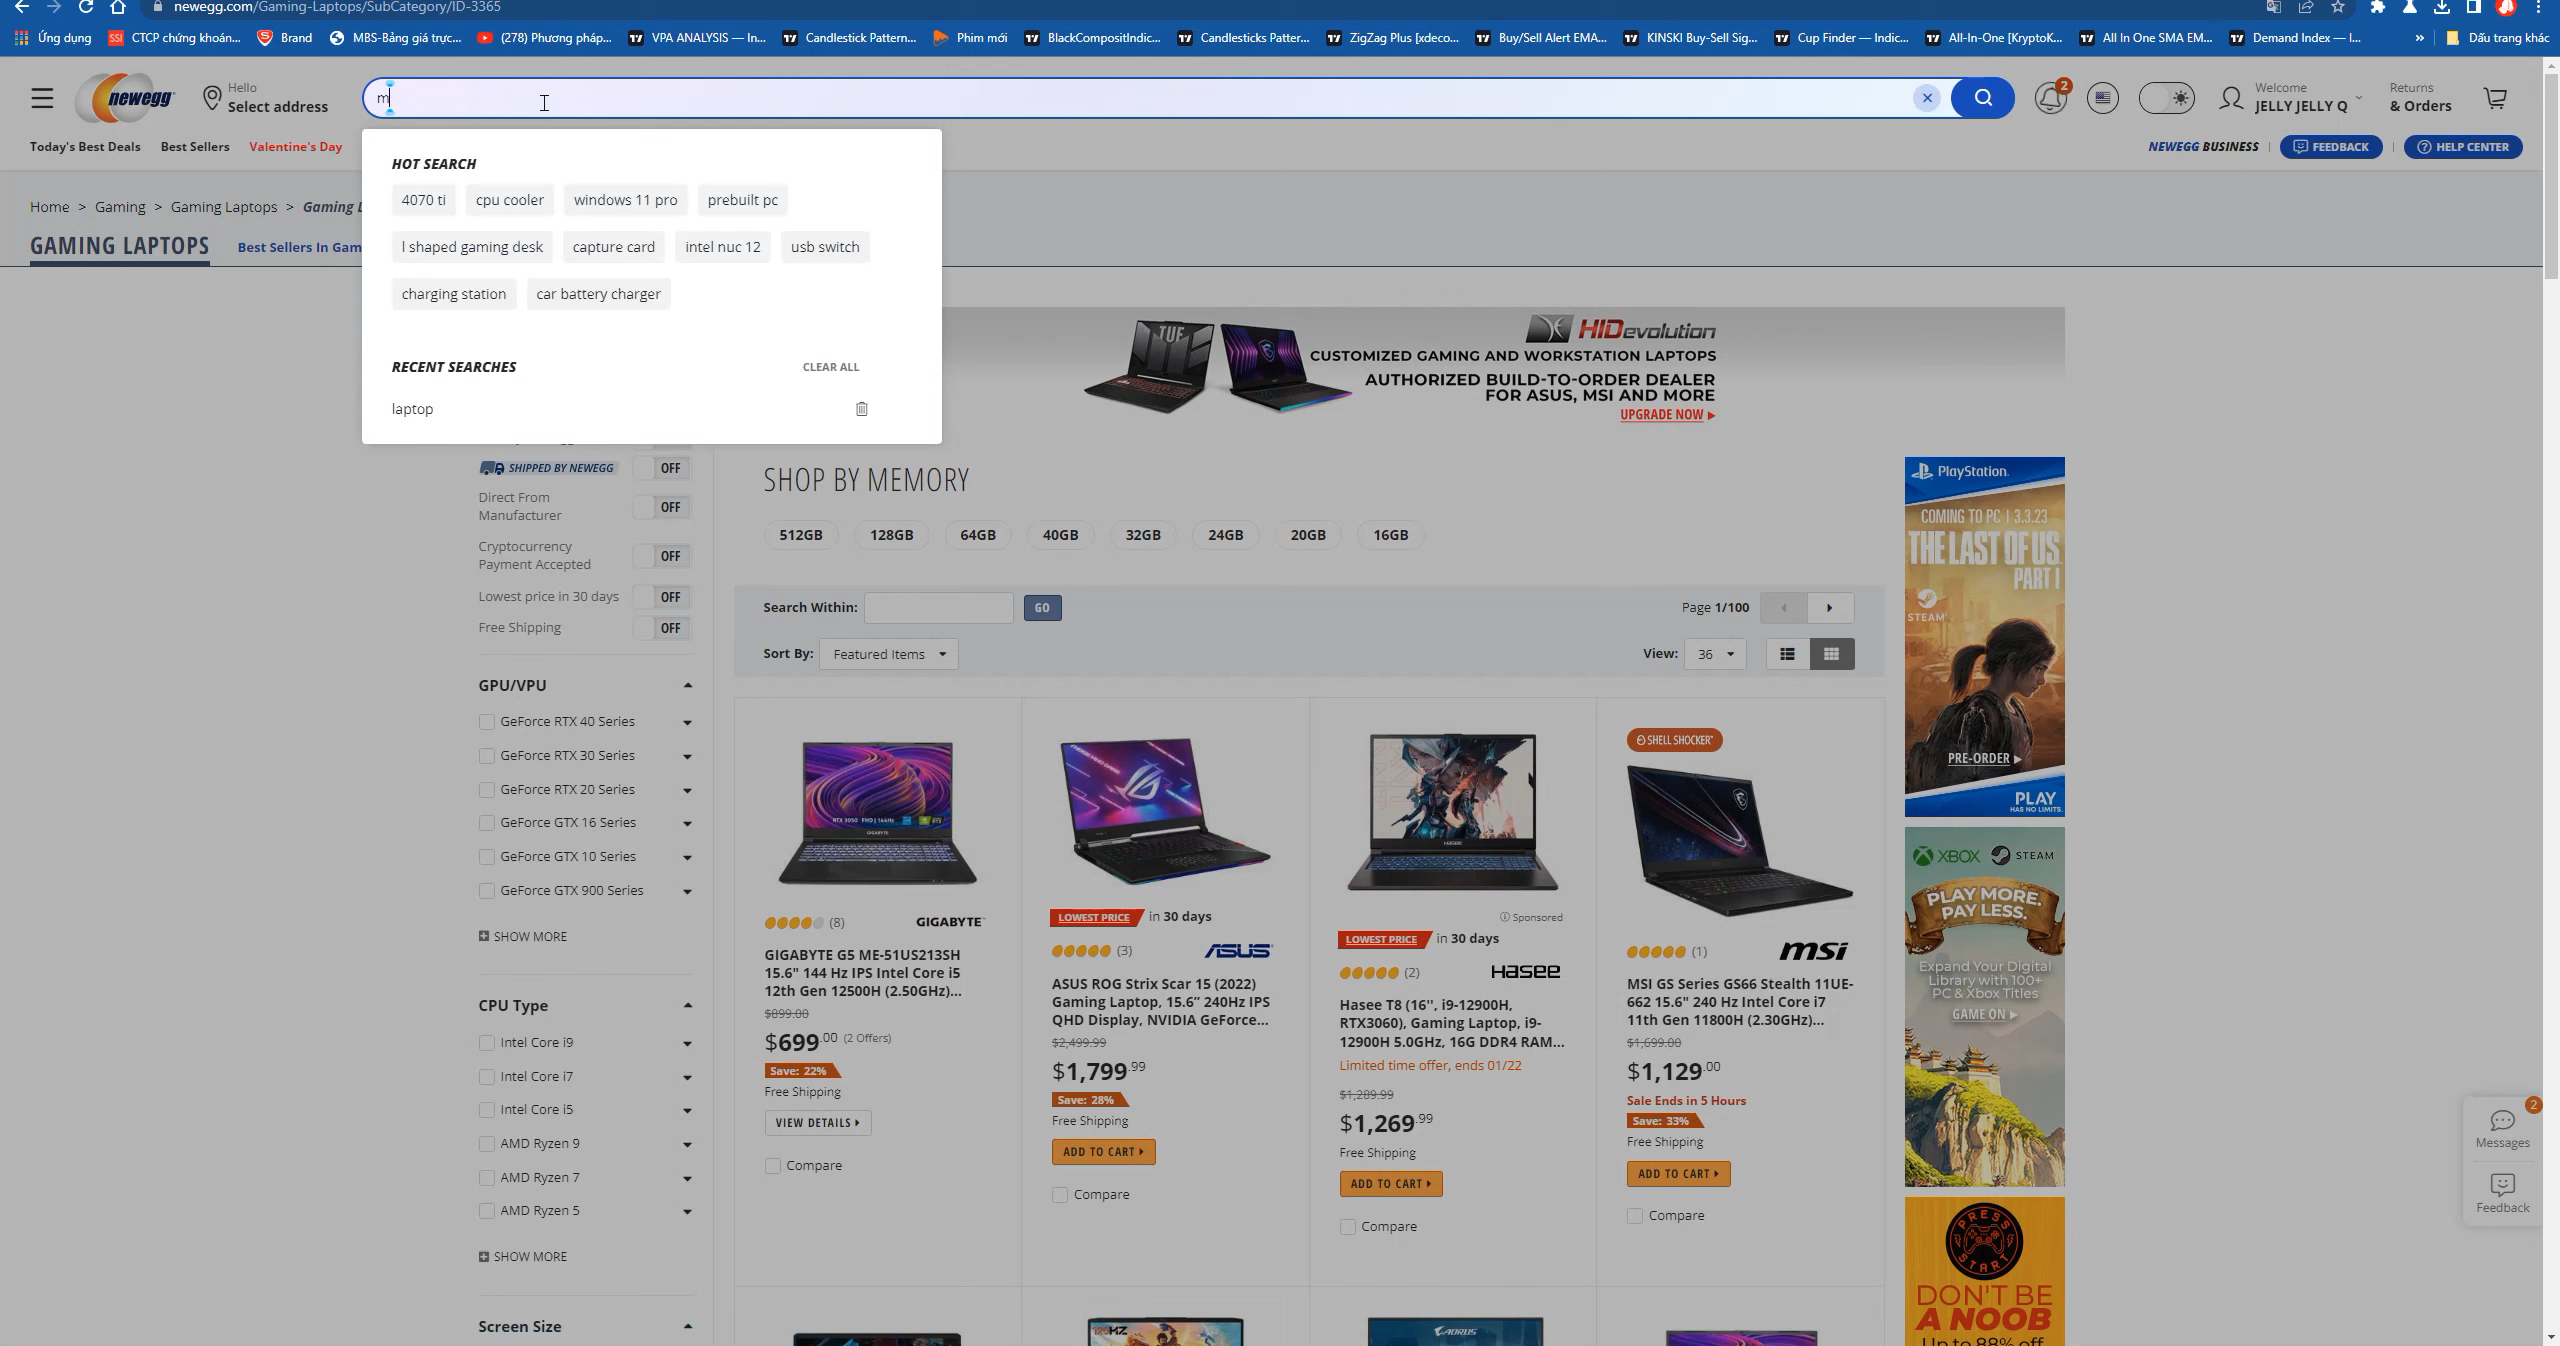 newegg.com/Gaming-Laptops/SubCategory/ID-3365
Ứng dụng
CTCP chứng khoán...
Brand
MBS-Bảng giá trực...
(278) Phương pháp...
VPA ANALYSIS — In...
Candlestick Pattern...
Phim mới
BlackCompositIndic...
Candlesticks Patter...
ZigZag Plus [xdeco...
Buy/Sell Alert EMA...
KINSKI Buy-Sell Sig...
Cup Finder — Indic...
All-In-One [KryptoK...
All In One SMA EM...
Demand Index — I...
»
Dấu trang khác
newegg
Hello
Select address
m
2
Welcome
JELLY JELLY Q
Returns
& Orders
Today's Best Deals
Best Sellers
Valentine's Day
NEWEGG BUSINESS
FEEDBACK
HELP CENTER
HOT SEARCH
4070 ti
cpu cooler
windows 11 pro
prebuilt pc
l shaped gaming desk
capture card
intel nuc 12
usb switch
charging station
car battery charger
RECENT SEARCHES
CLEAR ALL
laptop
Home > Gaming > Gaming Laptops > Gaming L
GAMING LAPTOPS
Best Sellers In Gam
TUF
HIDevolution
CUSTOMIZED GAMING AND WORKSTATION LAPTOPS
AUTHORIZED BUILD-TO-ORDER DEALER
FOR ASUS, MSI AND MORE
UPGRADE NOW
SHIPPED BY NEWEGG
OFF
Direct From
Manufacturer
OFF
Cryptocurrency
Payment Accepted
OFF
Lowest price in 30 days
OFF
Free Shipping
OFF
GPU/VPU
GeForce RTX 40 Series
GeForce RTX 30 Series
GeForce RTX 20 Series
GeForce GTX 16 Series
GeForce GTX 10 Series
GeForce GTX 900 Series
SHOW MORE
CPU Type
Intel Core i9
Intel Core i7
Intel Core i5
AMD Ryzen 9
AMD Ryzen 7
AMD Ryzen 5
SHOW MORE
Screen Size
SHOP BY MEMORY
512GB
128GB
64GB
40GB
32GB
24GB
20GB
16GB
Search Within:
GO
Page 1/100
Sort By:
Featured Items
View:
36
RTX 3050 FHD | 144Hz
GIGABYTE
(8)
GIGABYTE
GIGABYTE G5 ME-51US213SH
15.6" 144 Hz IPS Intel Core i5
12th Gen 12500H (2.50GHz)...
$899.00
$699.00 (2 Offers)
Save: 22%
Free Shipping
VIEW DETAILS
Compare
LOWEST PRICE in 30 days
(3)
ASUS
ASUS ROG Strix Scar 15 (2022)
Gaming Laptop, 15.6” 240Hz IPS
QHD Display, NVIDIA GeForce...
$2,499.99
$1,799.99
Save: 28%
Free Shipping
ADD TO CART
Compare
HASEE
Sponsored
LOWEST PRICE in 30 days
(2)
HASEE
Hasee T8 (16'', i9-12900H,
RTX3060), Gaming Laptop, i9-
12900H 5.0GHz, 16G DDR4 RAM...
Limited time offer, ends 01/22
$1,289.99
$1,269.99
Free Shipping
ADD TO CART
Compare
SHELL SHOCKER
(1)
msi
MSI GS Series GS66 Stealth 11UE-
662 15.6" 240 Hz Intel Core i7
11th Gen 11800H (2.30GHz)...
$1,699.00
$1,129.00
Sale Ends in 5 Hours
Save: 33%
Free Shipping
ADD TO CART
Compare
120HZ
AORUS
PlayStation
COMING TO PC | 3.3.23
THE LAST OF US
PART I
STEAM
PRE-ORDER
PLAY
HAS NO LIMITS.
XBOX
STEAM
PLAY MORE.
PAY LESS.
Expand Your Digital
Library with 100+
PC & Xbox Titles
GAME ON
PRESS
START
DON'T BE
A NOOB
Up to 88% off
2
Messages
Feedback